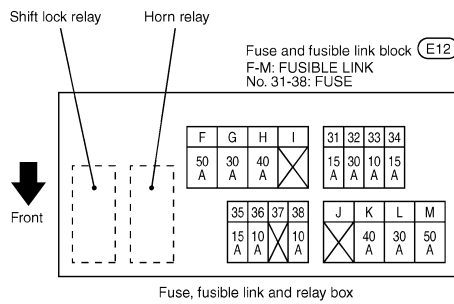 Shift lock relay
Horn relay
Fuse and fusible link block E12
F-M: FUSIBLE LINK
No. 31-38: FUSE
F G H I 31 32 33 34
50 A 30 A 40 A 15 A 30 A 10 A 15 A
Front
35 36 37 38 J K L M
15 A 10 A 10 A 40 A 30 A 50 A
Fuse, fusible link and relay box